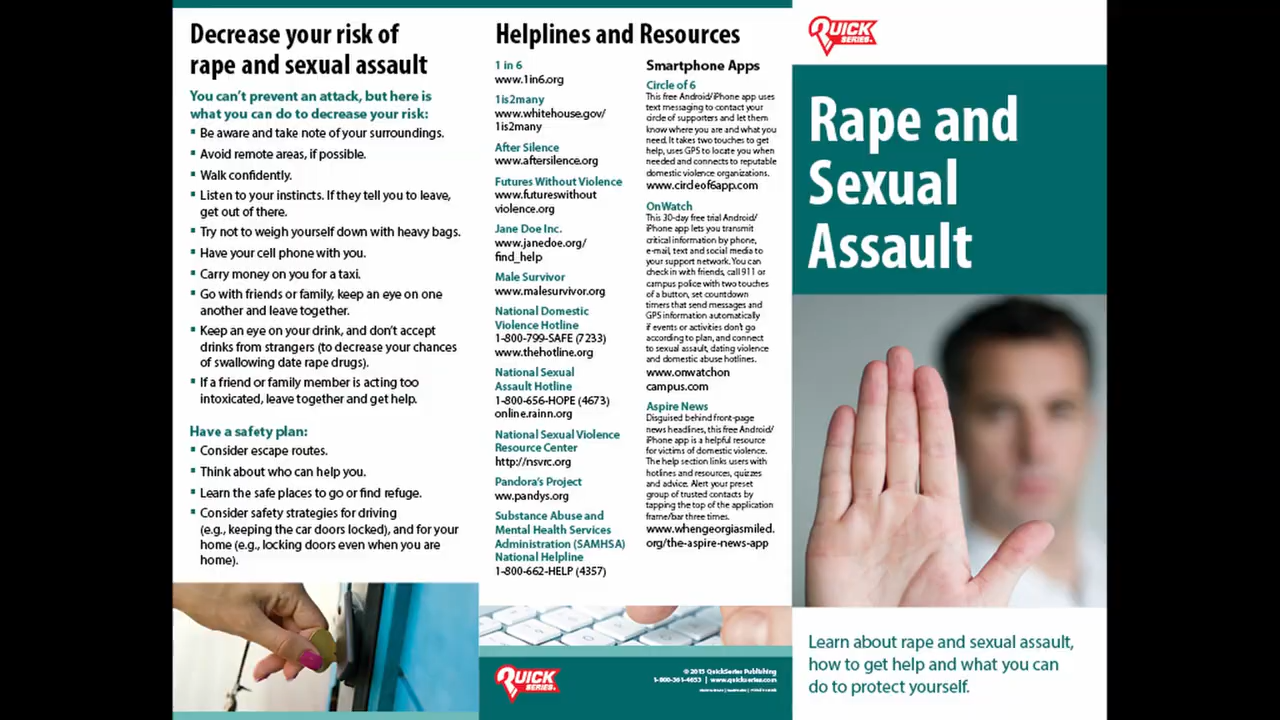 Decrease your risk of
rape and sexual assault
You can't prevent an attack, but here is
what you can do to decrease your risk:
▪ Be aware and take note of your surroundings.
▪ Avoid remote areas, if possible.
▪ Walk confidently.
▪ Listen to your instincts. If they tell you to leave,
get out of there.
▪ Try not to weigh yourself down with heavy bags.
▪ Have your cell phone with you.
▪ Carry money on you for a taxi.
▪ Go with friends or family, keep an eye on one
another and leave together.
▪ Keep an eye on your drink, and don't accept
drinks from strangers (to decrease your chances
of swallowing date rape drugs).
▪ If a friend or family member is acting too
intoxicated, leave together and get help.
Have a safety plan:
▪ Consider escape routes.
▪ Think about who can help you.
▪ Learn the safe places to go or find refuge.
▪ Consider safety strategies for driving
(e.g., keeping the car doors locked), and for your
home (e.g., locking doors even when you are
home).
Helplines and Resources
1 in 6
www.1in6.org
1is2many
www.whitehouse.gov/
1is2many
After Silence
www.aftersilence.org
Futures Without Violence
www.futureswithout
violence.org
Jane Doe Inc.
www.janedoe.org/
find_help
Male Survivor
www.malesurvivor.org
National Domestic
Violence Hotline
1-800-799-SAFE (7233)
www.thehotline.org
National Sexual
Assault Hotline
1-800-656-HOPE (4673)
online.rainn.org
National Sexual Violence
Resource Center
http://nsvrc.org
Pandora's Project
ww.pandys.org
Substance Abuse and
Mental Health Services
Administration (SAMHSA)
National Helpline
1-800-662-HELP (4357)
Smartphone Apps
Circle of 6
This free Android/iPhone app uses
text messaging to contact your
circle of supporters and let them
know where you are and what you
need. It takes two touches to get
help, uses GPS to locate you when
needed and connects to reputable
domestic violence organizations.
www.circleof6app.com
OnWatch
This 30-day free trial Android/
iPhone app lets you transmit
critical information by phone,
e-mail, text and social media to
your support network. You can
check in with friends, call 911 or
campus police with two touches
of a button, set countdown
timers that send messages and
GPS information automatically
if events or activities don't go
according to plan, and connect
to sexual assault, dating violence
and domestic abuse hotlines.
www.onwatchon
campus.com
Aspire News
Disguised behind front-page
news headlines, this free Android/
iPhone app is a helpful resource
for victims of domestic violence.
The help section links users with
hotlines and resources, quizzes
and advice. Alert your preset
group of trusted contacts by
tapping the top of the application
frame/bar three times.
www.whengeorgiasmiled.
org/the-aspire-news-app
QUICK
SERIES
© 2015 QuickSeries Publishing
1-800-361-4653 | www.quickseries.com
QUICK
SERIES
Rape and
Sexual
Assault
Learn about rape and sexual assault,
how to get help and what you can
do to protect yourself.